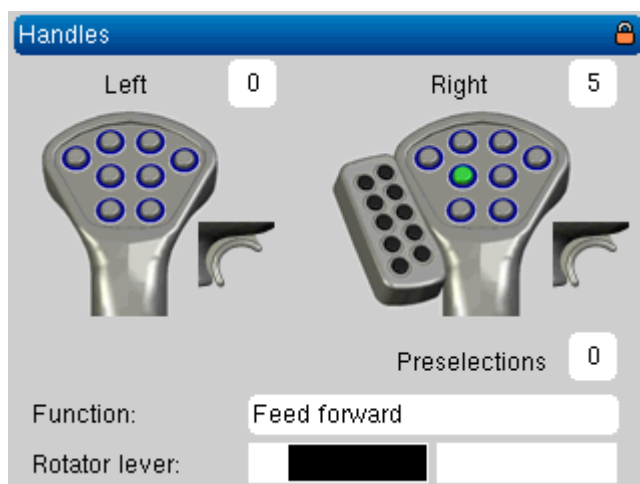 Handles
Left 0 Right 5
Preselections 0
Function: Feed forward
Rotator lever: